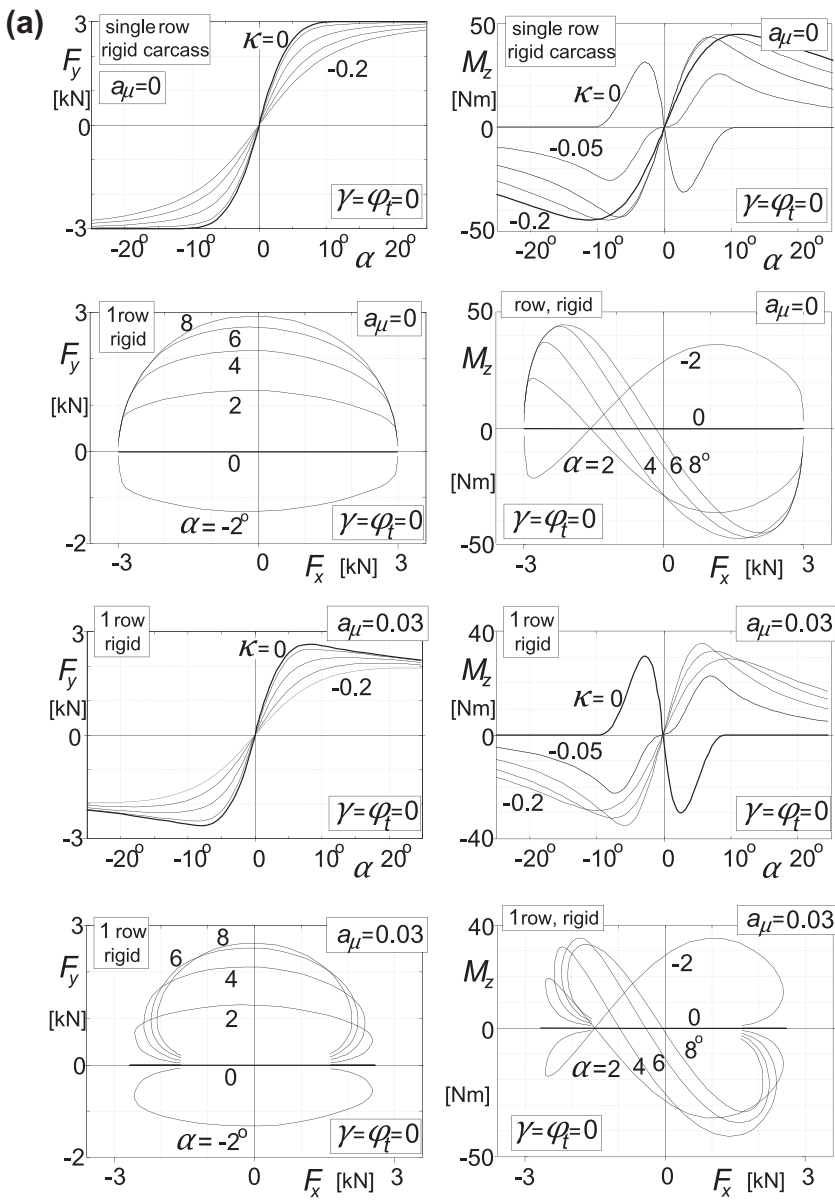 (a)
3
F_y
[kN]
0
-3
single row
rigid carcass
a_μ=0
κ=0
-0.2
γ=φ_t=0
-20° -10° 0 10° 20°
α
50
M_z
[Nm]
0
-50
single row
rigid carcass
a_μ=0
κ=0
-0.05
-0.2
γ=φ_t=0
-20° -10° 0 10° 20°
α
3
F_y
[kN]
0
-2
1 row
rigid
a_μ=0
8
6
4
2
0
α=-2°
γ=φ_t=0
-3 F_x [kN] 3
50
M_z
0
[Nm]
-50
row, rigid
a_μ=0
-2
0
α=2 4 6 8°
γ=φ_t=0
-3 F_x [kN] 3
3
F_y
[kN]
0
-3
1 row
rigid
a_μ=0.03
κ=0
-0.2
γ=φ_t=0
-20° -10° 0 10° 20°
α
40
M_z
[Nm]
0
-40
1 row
rigid
a_μ=0.03
κ=0
-0.05
-0.2
γ=φ_t=0
-20° -10° 0 10° 20°
α
3
F_y
[kN]
0
-2
1 row
rigid
a_μ=0.03
8
6
4
2
0
α=-2°
γ=φ_t=0
-3 F_x [kN] 3
40
M_z
0
[Nm]
-50
1row, rigid
a_μ=0.03
-2
0
α=2 4 6 8°
γ=φ_t=0
-3 F_x [kN] 3